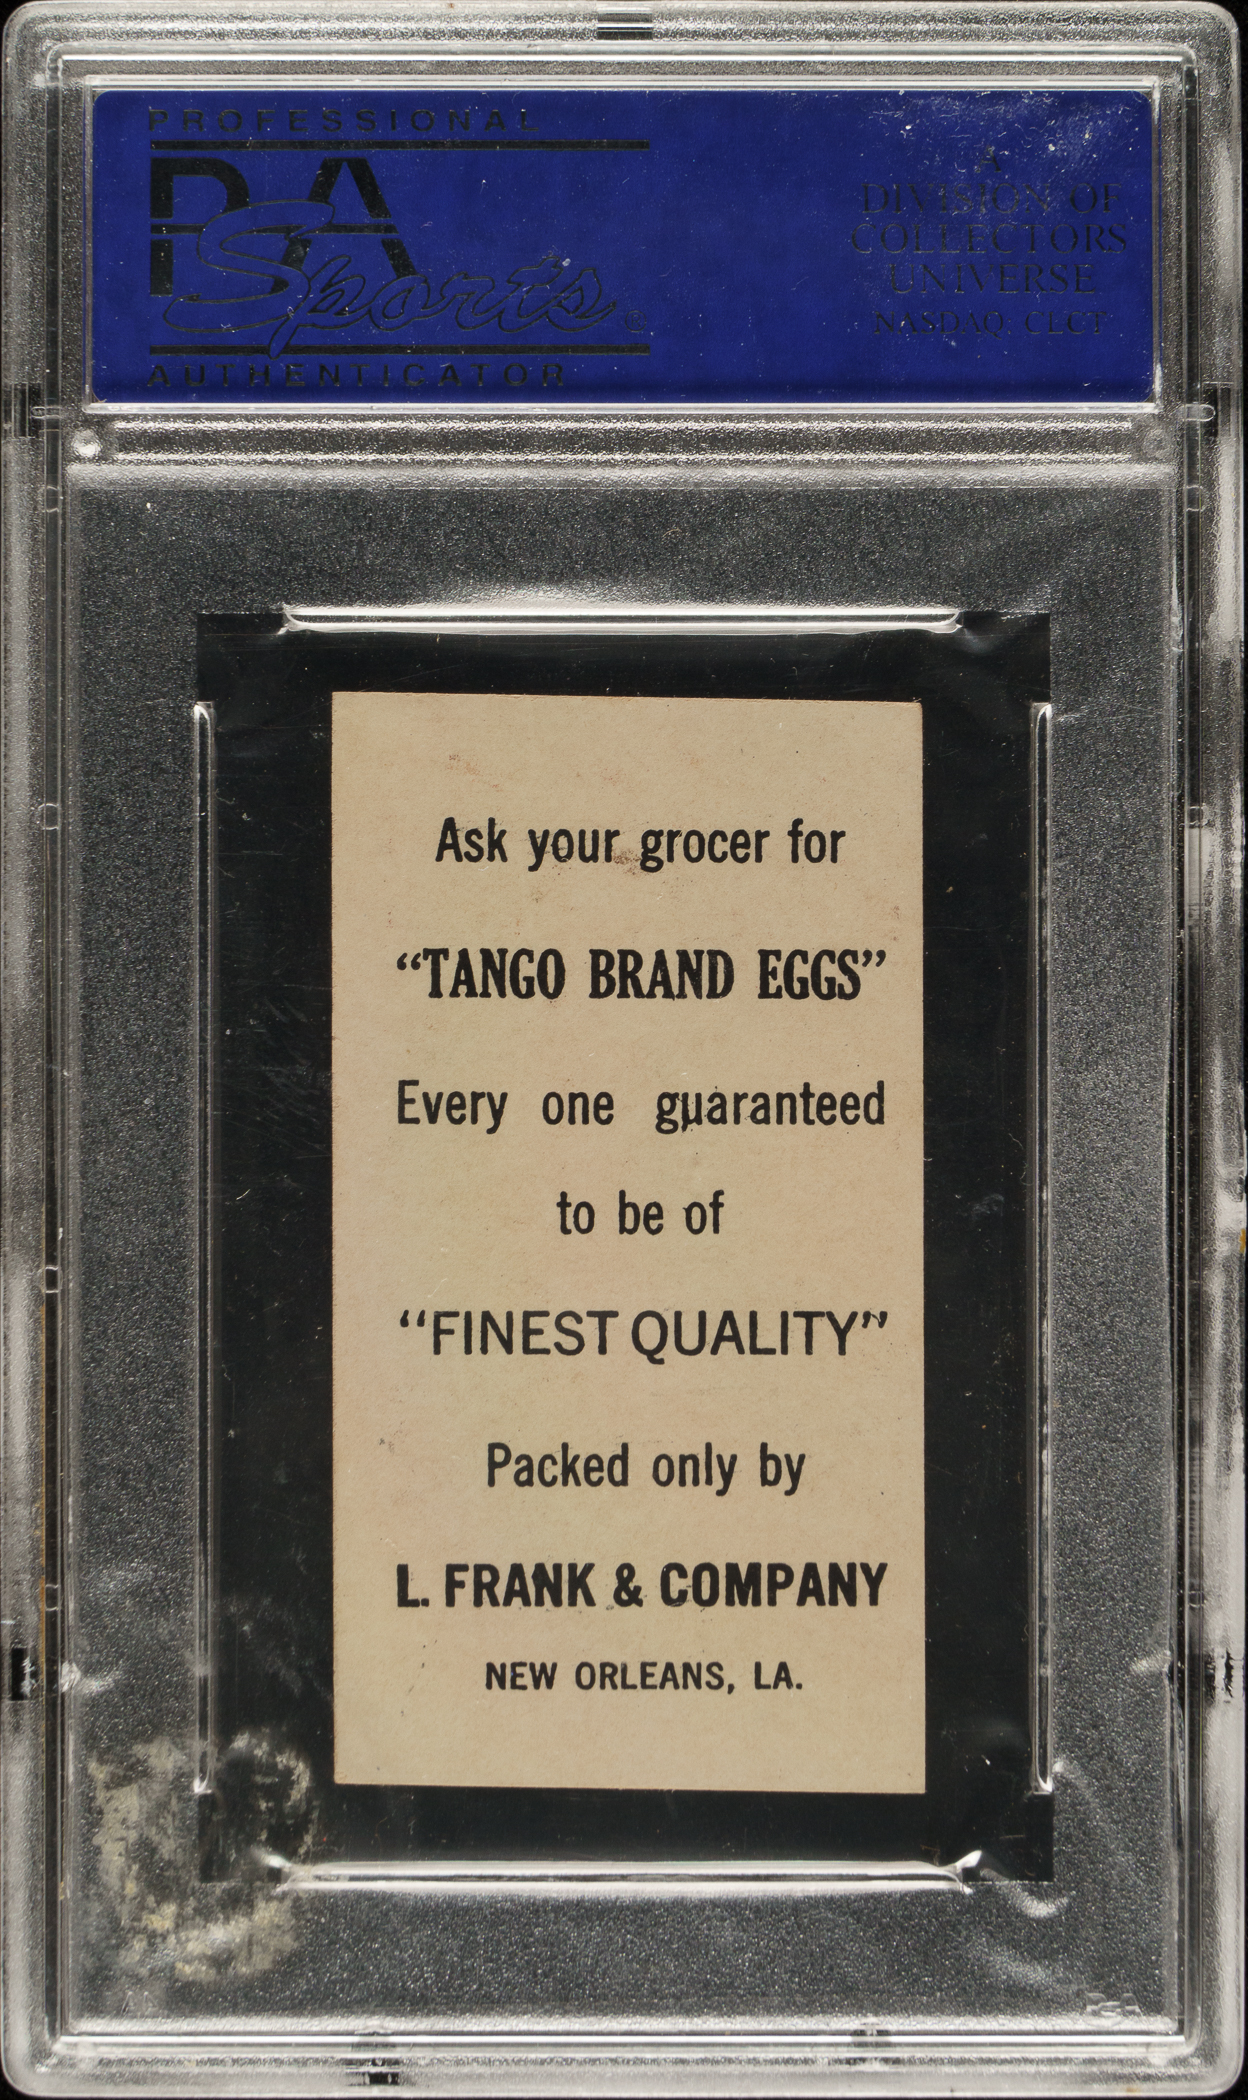 PROFESSIONAL
PSA
Sports ®
AUTHENTICATOR
A
DIVISION OF
COLLECTORS
UNIVERSE
NASDAQ: CLCT
Ask your grocer for
“TANGO BRAND EGGS”
Every one guaranteed
to be of
“FINEST QUALITY”
Packed only by
L. FRANK & COMPANY
NEW ORLEANS, LA.
PSA